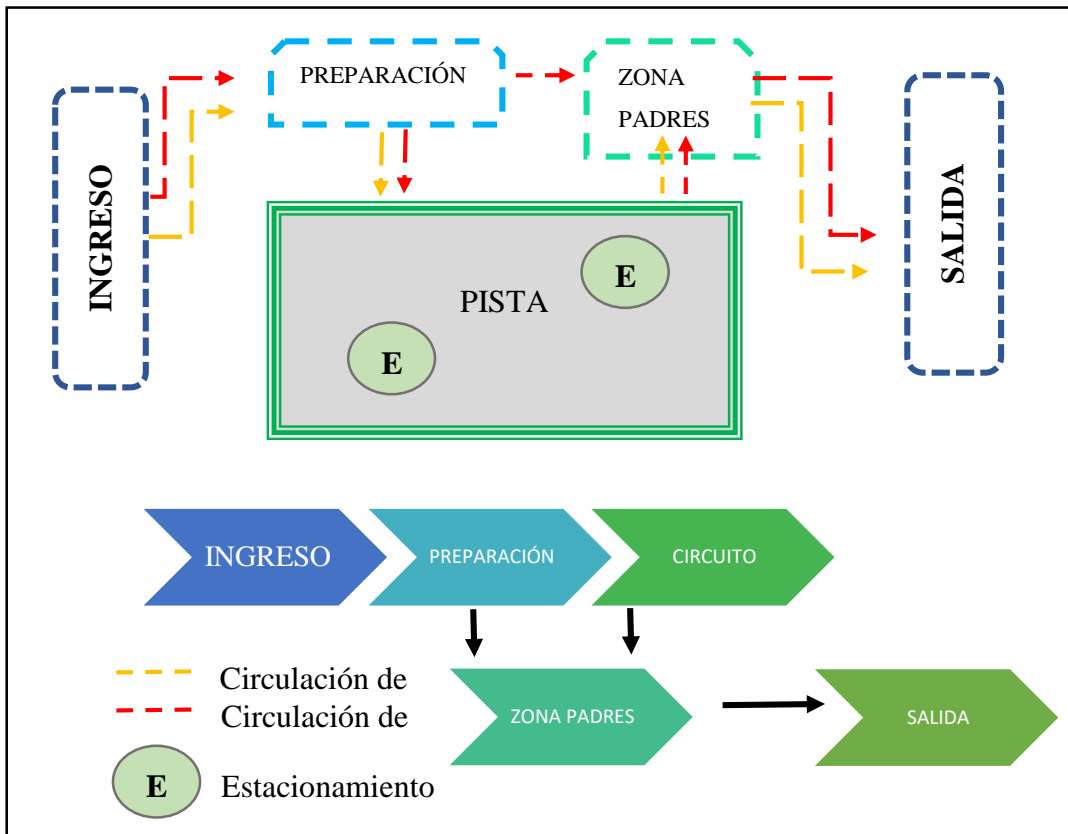 PREPARACIÓN
ZONA
PADRES
INGRESO
SALIDA
E
PISTA
E
INGRESO
PREPARACIÓN
CIRCUITO
Circulación de
Circulación de
ZONA PADRES
SALIDA
E
Estacionamiento